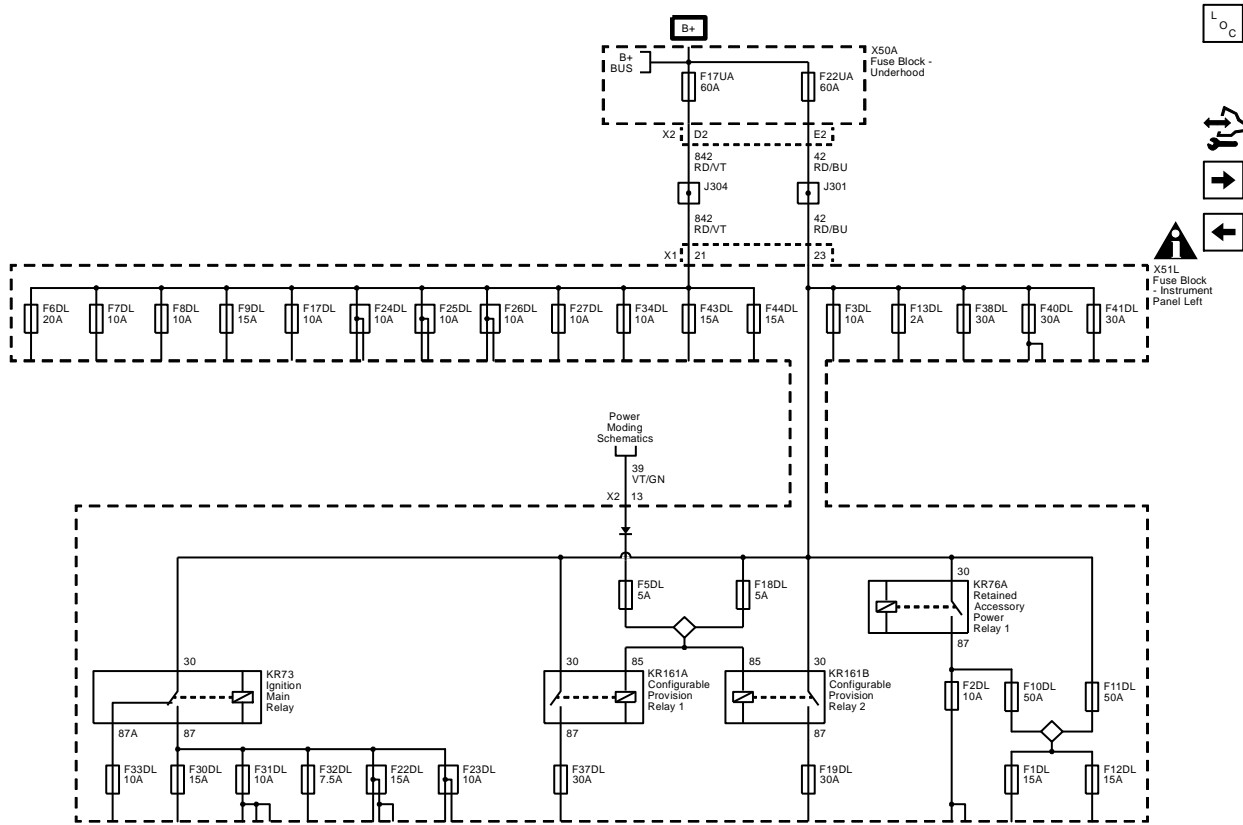 L
O
C
B+
X50A
Fuse Block -
Underhood
B+
BUS
F17UA
60A
F22UA
60A
X2 D2 E2
842
RD/VT
42
RD/BU
J304
J301
842
RD/VT
42
RD/BU
X1 21 23
i
X51L
Fuse Block
- Instrument
Panel Left
F6DL
20A
F7DL
10A
F8DL
10A
F9DL
15A
F17DL
10A
F24DL
10A
F25DL
10A
F26DL
10A
F27DL
10A
F34DL
10A
F43DL
15A
F44DL
15A
F3DL
10A
F13DL
2A
F38DL
30A
F40DL
30A
F41DL
30A
Power
Moding
Schematics
39
VT/GN
X2 13
F5DL
5A
F18DL
5A
30
KR76A
Retained
Accessory
Power
Relay 1
87
30
KR73
Ignition
Main
Relay
87A 87
30 85
KR161A
Configurable
Provision
Relay 1
87
85 30
KR161B
Configurable
Provision
Relay 2
87
F2DL
10A
F10DL
50A
F11DL
50A
F33DL
10A
F30DL
15A
F31DL
10A
F32DL
7.5A
F22DL
15A
F23DL
10A
F37DL
30A
F19DL
30A
F1DL
15A
F12DL
15A